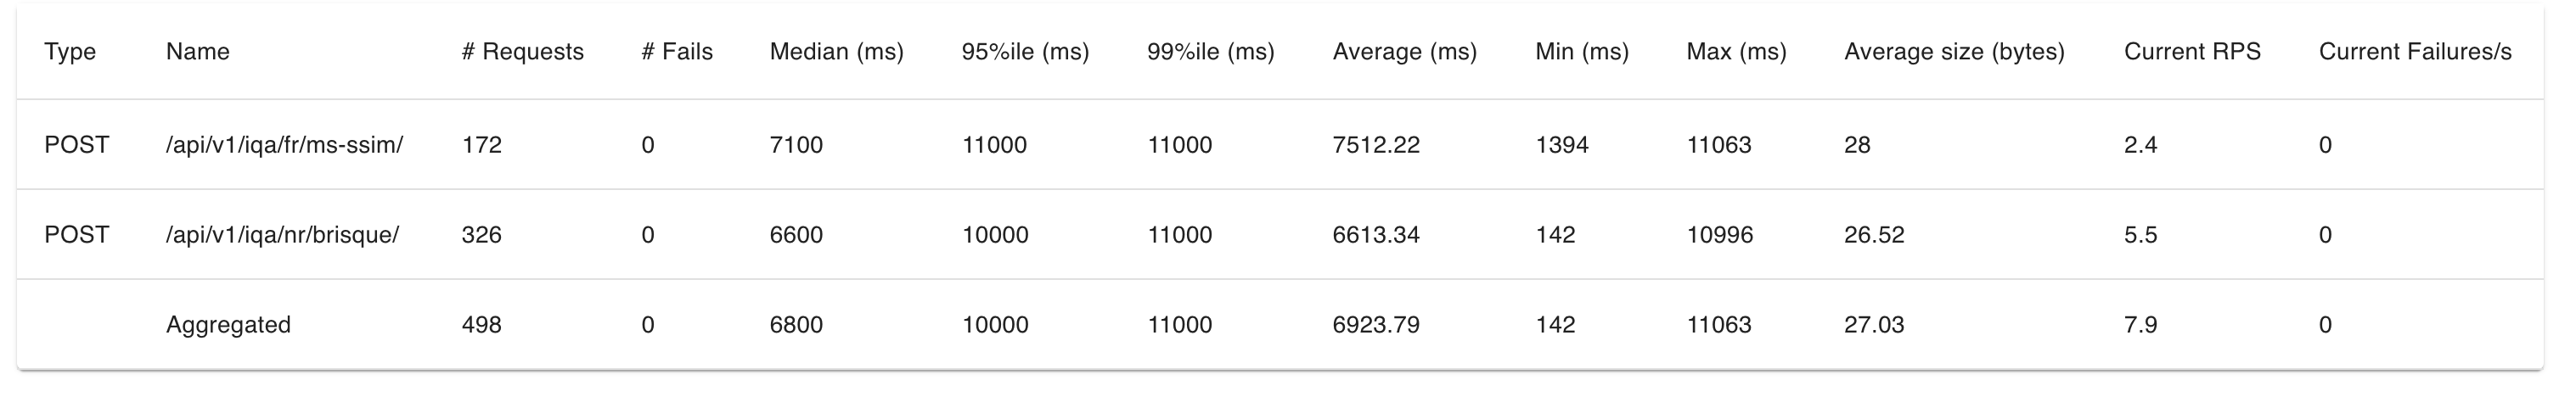 Type Name # Requests # Fails Median (ms) 95%ile (ms) 99%ile (ms) Average (ms) Min (ms) Max (ms) Average size (bytes) Current RPS Current Failures/s
POST /api/v1/iqa/fr/ms-ssim/ 172 0 7100 11000 11000 7512.22 1394 11063 28 2.4 0
POST /api/v1/iqa/nr/brisque/ 326 0 6600 10000 11000 6613.34 142 10996 26.52 5.5 0
Aggregated 498 0 6800 10000 11000 6923.79 142 11063 27.03 7.9 0